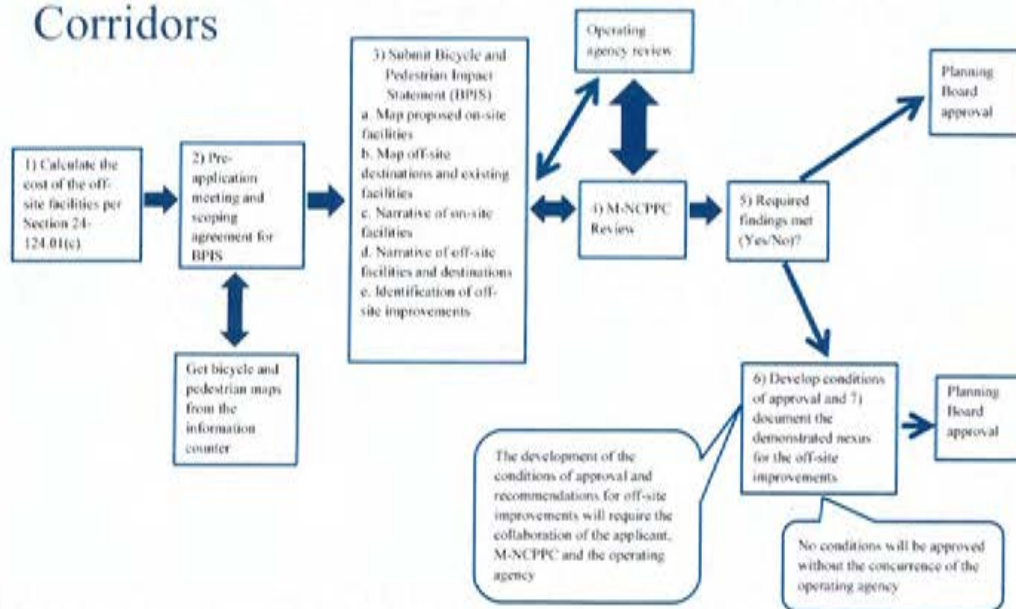 Corridors
1) Calculate the
cost of the off-
site facilities per
Section 24-
124.01(c)
2) Pre-
application
meeting and
scoping
agreement for
BPIS
Get bicycle and
pedestrian maps
from the
information
counter
3) Submit Bicycle and
Pedestrian Impact
Statement (BPIS)
a. Map proposed on-site
facilities
b. Map off-site
destinations and existing
facilities
c. Narrative of on-site
facilities
d. Narrative of off-site
facilities and destinations
e. Identification of off-
site improvements
Operating
agency review
4) M-NCPPC
Review
5) Required
findings met
(Yes/No)?
Planning
Board
approval
6) Develop conditions
of approval and 7)
document the
demonstrated nexus
for the off-site
improvements
Planning
Board
approval
The development of the
conditions of approval and
recommendations for off-site
improvements will require the
collaboration of the applicant,
M-NCPPC and the operating
agency
No conditions will be approved
without the concurrence of the
operating agency